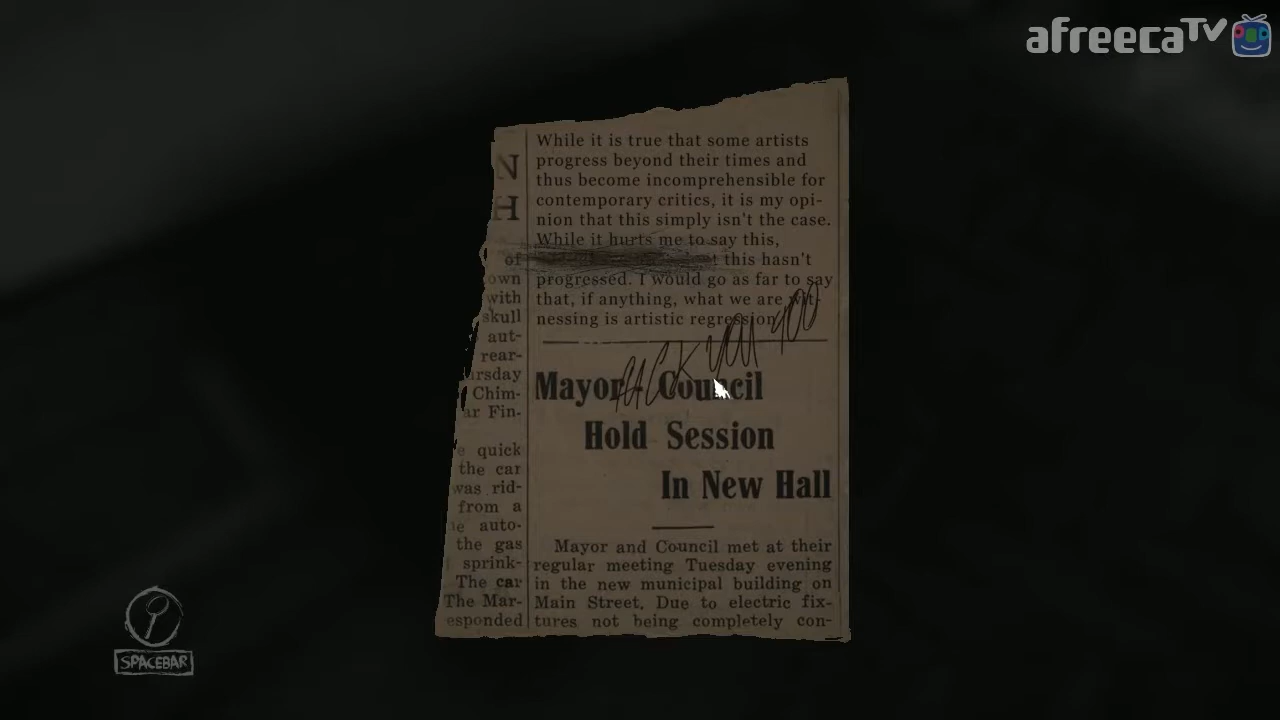 afreecaTV
N
H
of
own
with
skull
aut-
rear-
ursday
Chim-
ar Fin-
e quick
the car
was rid-
from a
auto-
the gas
sprink-
The car
The Mar-
esponded
While it is true that some artists
progress beyond their times and
thus become incomprehensible for
contemporary critics, it is my opi-
nion that this simply isn't the case.
While it hurts me to say this,
this hasn't
progressed. I would go as far to say
that, if anything, what we are wit-
nessing is artistic regression
FUCK YOU TOO
Mayor - Council
Hold Session
In New Hall
Mayor and Council met at their
regular meeting Tuesday evening
in the new municipal building on
Main Street. Due to electric fix-
tures not being completely con-
SPACEBAR